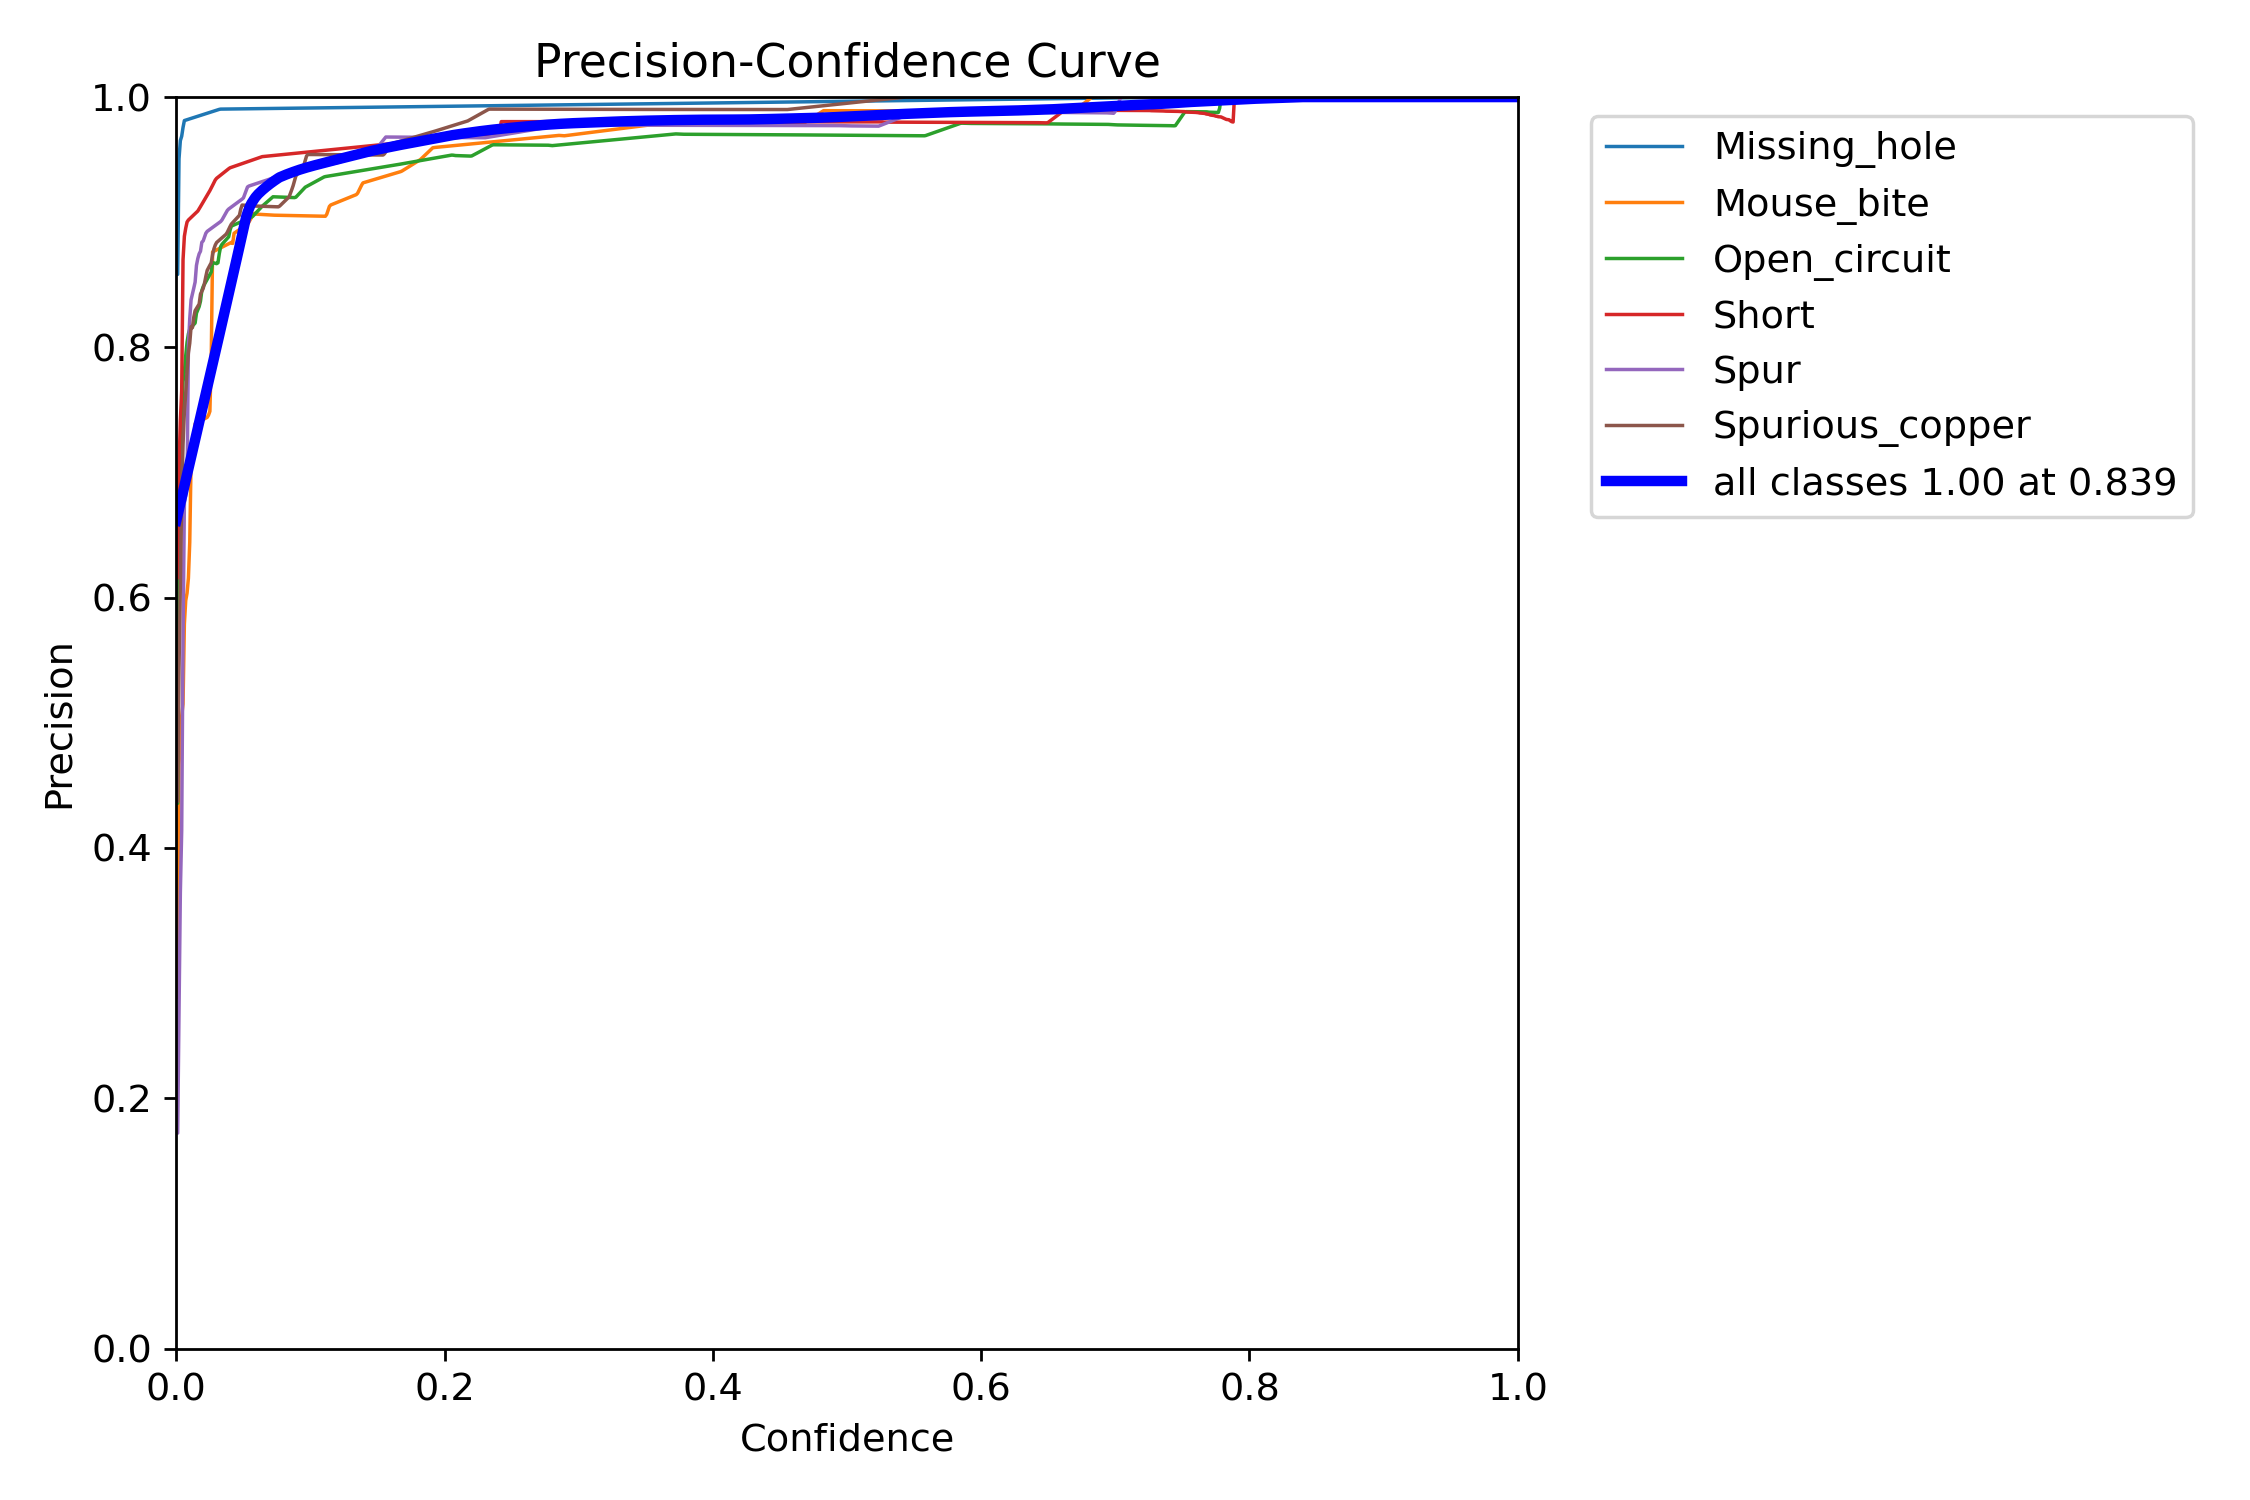 Precision-Confidence Curve
1.0
0.8
0.6
0.4
0.2
0.0
Precision
0.0 0.2 0.4 0.6 0.8 1.0
Confidence
Missing_hole
Mouse_bite
Open_circuit
Short
Spur
Spurious_copper
all classes 1.00 at 0.839